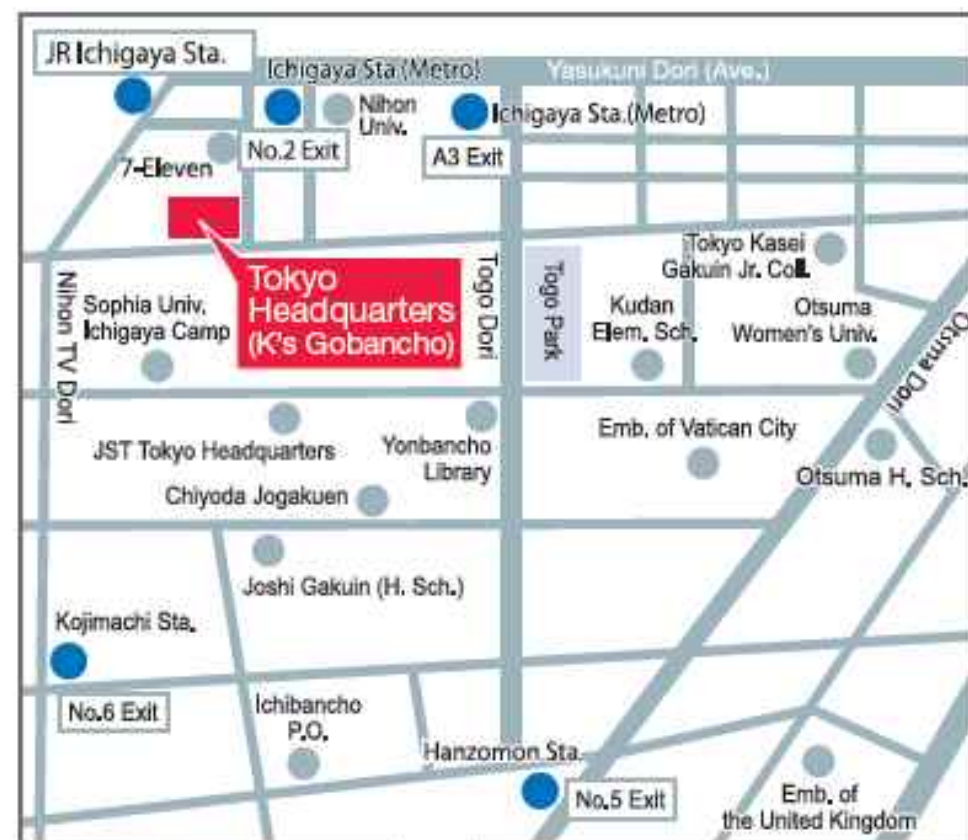 JR Ichigaya Sta.
Ichigaya Sta.(Metro)
Yasukuni Dori (Ave.)
Nihon
Univ.
Ichigaya Sta.(Metro)
No.2 Exit
A3 Exit
7-Eleven
Tokyo
Headquarters
(K's Gobancho)
Nihon TV Dori
Sophia Univ.
Ichigaya Camp
Togo Dori
Togo Park
Kudan
Elem. Sch.
Tokyo Kasei
Gakuin Jr. Coll.
Otsuma
Women's Univ.
Otsuma Dori
JST Tokyo Headquarters
Yonbancho
Library
Emb. of Vatican City
Otsuma H. Sch.
Chiyoda Jogakuen
Joshi Gakuin (H. Sch.)
Kojimachi Sta.
No.6 Exit
Ichibancho
P.O.
Hanzomon Sta.
No.5 Exit
Emb. of
the United Kingdom